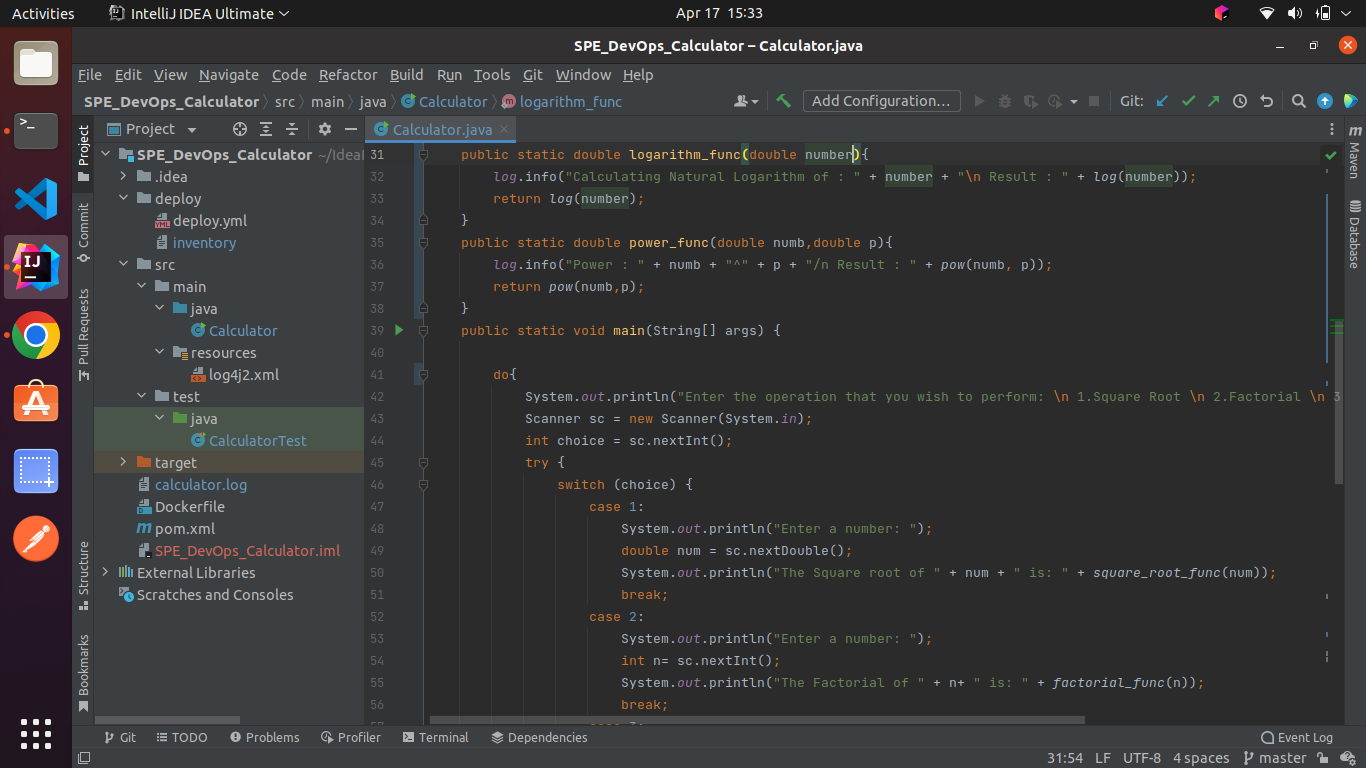 Activities IntelliJ IDEA Ultimate Apr 17 15:33
SPE_DevOps_Calculator – Calculator.java
File Edit View Navigate Code Refactor Build Run Tools Git Window Help
SPE_DevOps_Calculator src main java Calculator logarithm_func Add Configuration... Git:
Project
Calculator.java
SPE_DevOps_Calculator ~/Idea
.idea
deploy
deploy.yml
inventory
src
main
java
Calculator
resources
log4j2.xml
test
java
CalculatorTest
target
calculator.log
Dockerfile
pom.xml
SPE_DevOps_Calculator.iml
External Libraries
Scratches and Consoles
Project
Commit
Pull Requests
Structure
Bookmarks
31 public static double logarithm_func(double number){
32 log.info("Calculating Natural Logarithm of : " + number + "\n Result : " + log(number));
33 return log(number);
34 }
35 public static double power_func(double numb,double p){
36 log.info("Power : " + numb + "^" + p + "/n Result : " + pow(numb, p));
37 return pow(numb,p);
38 }
39 public static void main(String[] args) {
40
41 do{
42 System.out.println("Enter the operation that you wish to perform: \n 1.Square Root \n 2.Factorial \n 3
43 Scanner sc = new Scanner(System.in);
44 int choice = sc.nextInt();
45 try {
46 switch (choice) {
47 case 1:
48 System.out.println("Enter a number: ");
49 double num = sc.nextDouble();
50 System.out.println("The Square root of " + num + " is: " + square_root_func(num));
51 break;
52 case 2:
53 System.out.println("Enter a number: ");
54 int n= sc.nextInt();
55 System.out.println("The Factorial of " + n+ " is: " + factorial_func(n));
56 break;
Maven
Database
Git TODO Problems Profiler Terminal Dependencies Event Log
31:54 LF UTF-8 4 spaces master